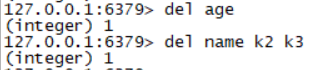 127.0.0.1:6379> del age
(integer) 1
127.0.0.1:6379> del name k2 k3
(integer) 1